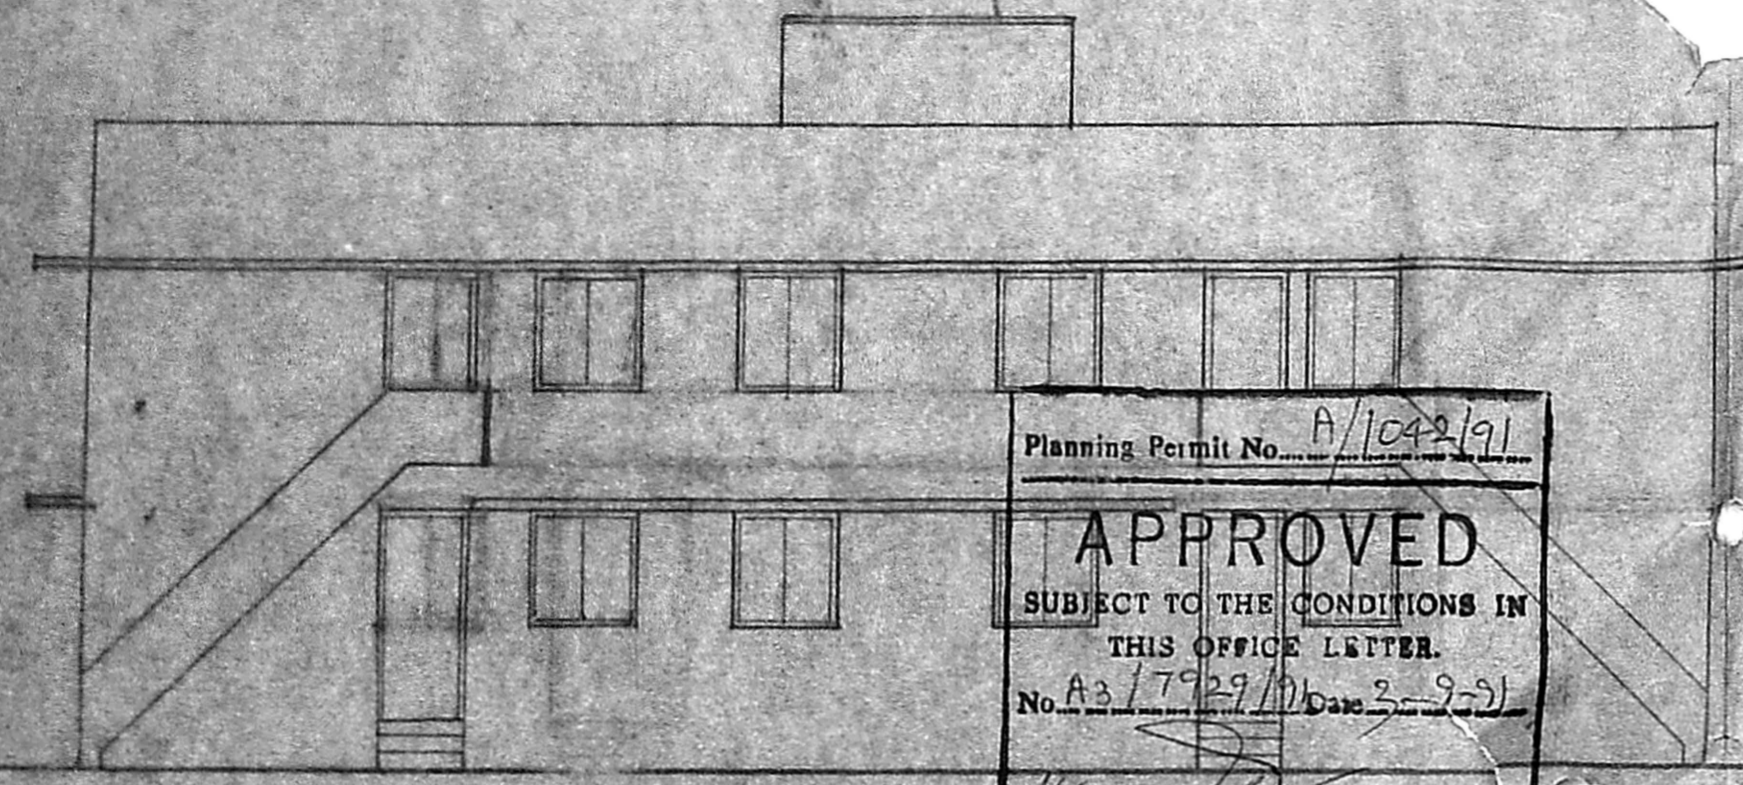 Planning Permit No. A/1042/91
APPROVED
SUBJECT TO THE CONDITIONS IN
THIS OFFICE LETTER.
No. A3/7929/91 Date 3-9-91